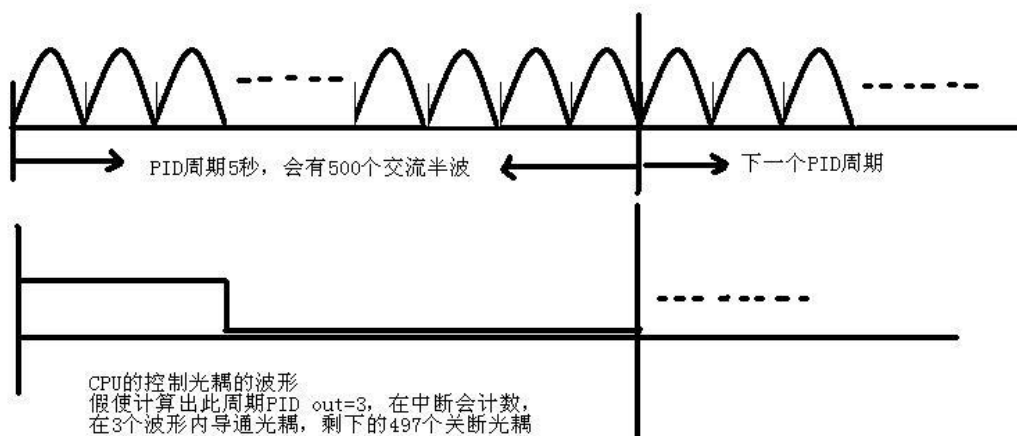 PID周期5秒，会有500个交流半波
下一个PID周期
CPU的控制光耦的波形
假使计算出此周期PID out=3，在中断会计数，
在3个波形内导通光耦，剩下的497个关断光耦